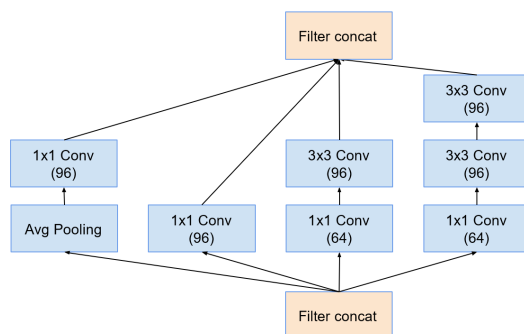 Filter concat
3x3 Conv
(96)
1x1 Conv
(96)
3x3 Conv
(96)
3x3 Conv
(96)
Avg Pooling
1x1 Conv
(96)
1x1 Conv
(64)
1x1 Conv
(64)
Filter concat